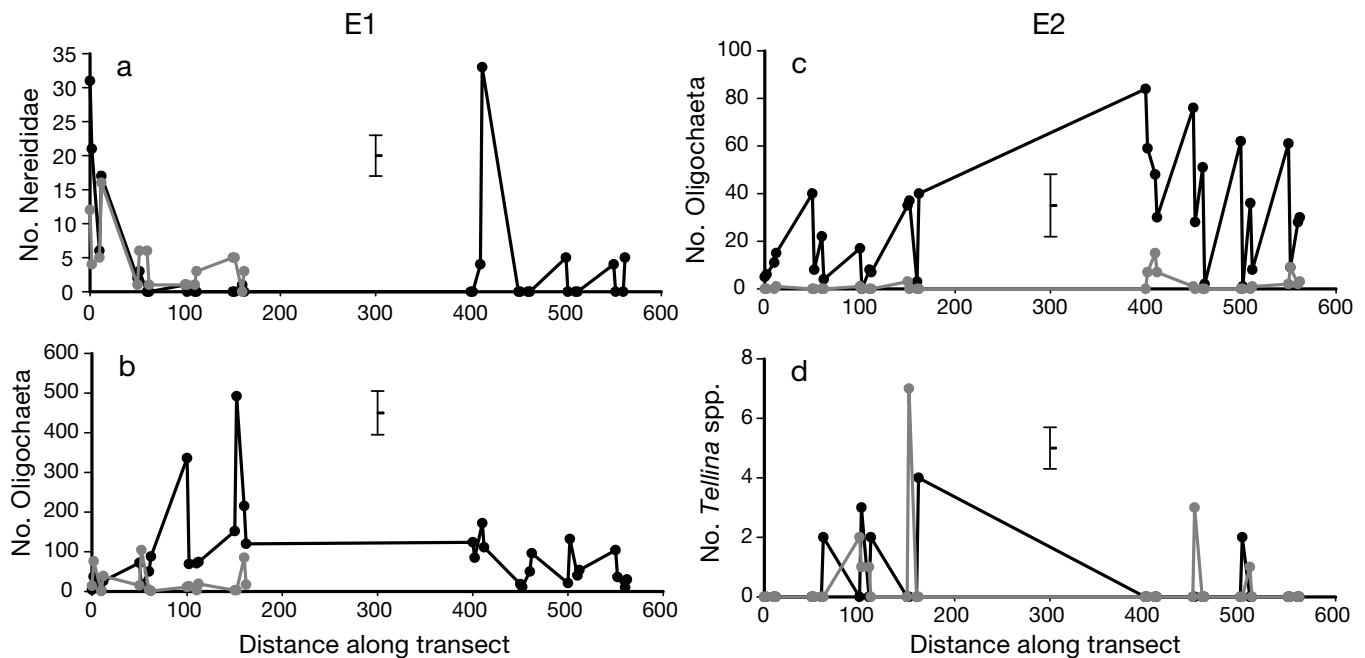 E1
E2
a
No. Nereididae
35
30
25
20
15
10
5
0
0 100 200 300 400 500 600
c
No. Oligochaeta
100
80
60
40
20
0
0 100 200 300 400 500 600
b
No. Oligochaeta
600
500
400
300
200
100
0
0 100 200 300 400 500 600
Distance along transect
d
No. Tellina spp.
8
6
4
2
0
0 100 200 300 400 500 600
Distance along transect